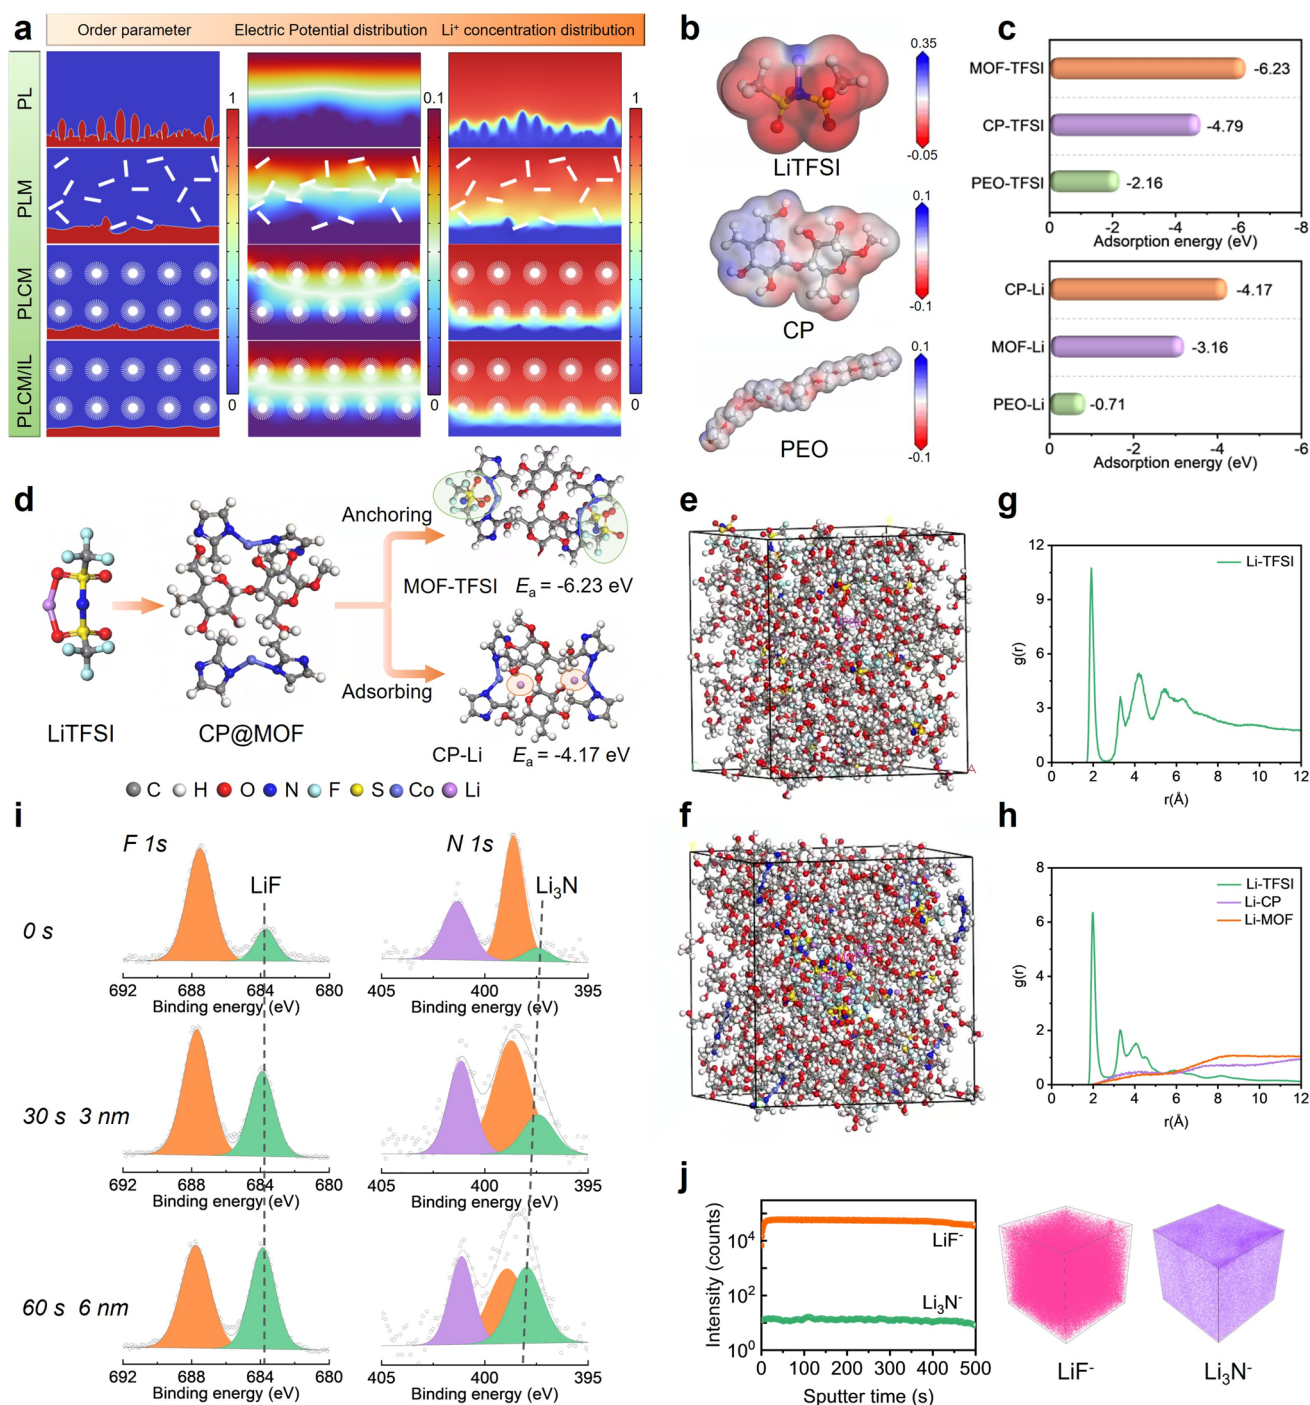 a
Order parameter
Electric Potential distribution
Li⁺ concentration distribution
PL
PLM
PLCM
PLCM/IL
1
0
0.1
0
1
0
b
0.35
-0.05
LiTFSI
0.1
-0.1
CP
0.1
-0.1
PEO
c
MOF-TFSI
-6.23
CP-TFSI
-4.79
PEO-TFSI
-2.16
0 -2 -4 -6 -8
Adsorption energy (eV)
CP-Li
-4.17
MOF-Li
-3.16
PEO-Li
-0.71
0 -2 -4 -6
Adsorption energy (eV)
d
LiTFSI
CP@MOF
Anchoring
MOF-TFSI Eₐ = -6.23 eV
Adsorbing
CP-Li Eₐ = -4.17 eV
C H O N F S Co Li
e
f
g
12
9
6
3
0
g(r)
Li-TFSI
0 2 4 6 8 10 12
r(Å)
h
8
6
4
2
0
g(r)
Li-TFSI
Li-CP
Li-MOF
0 2 4 6 8 10 12
r(Å)
i
F 1s
N 1s
LiF
Li₃N
0 s
692 688 684 680
Binding energy (eV)
405 400 395
Binding energy (eV)
30 s 3 nm
692 688 684 680
Binding energy (eV)
405 400 395
Binding energy (eV)
60 s 6 nm
692 688 684 680
Binding energy (eV)
405 400 395
Binding energy (eV)
j
Intensity (counts)
10⁴
10²
10⁰
LiF⁻
Li₃N⁻
0 100 200 300 400 500
Sputter time (s)
LiF⁻
Li₃N⁻